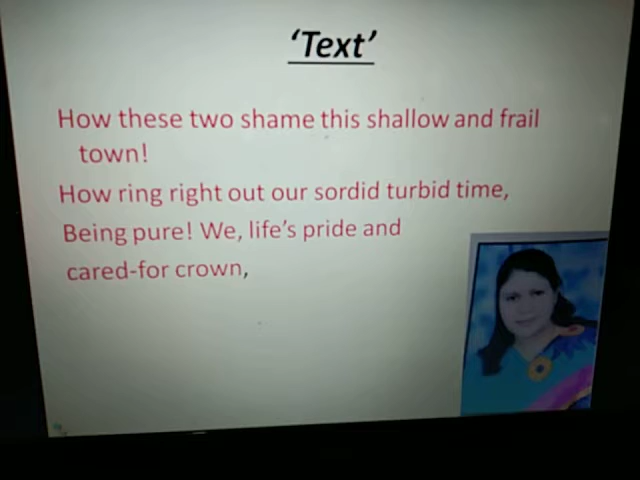 ‘Text’
How these two shame this shallow and frail
town!
How ring right out our sordid turbid time,
Being pure! We, life’s pride and
cared-for crown,